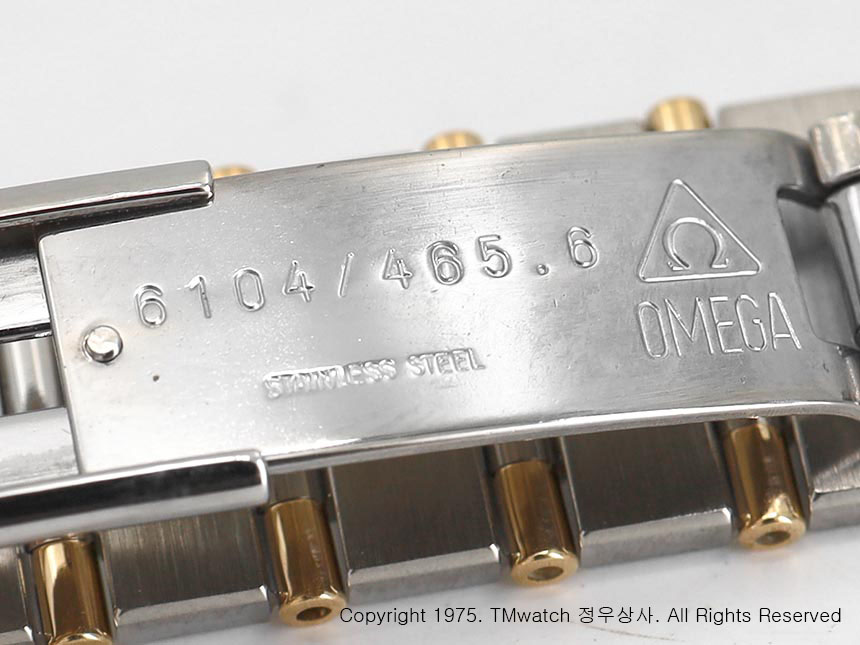 6104/465.6
Ω
OMEGA
STAINLESS STEEL
Copyright 1975. TMwatch 정우상사. All Rights Reserved